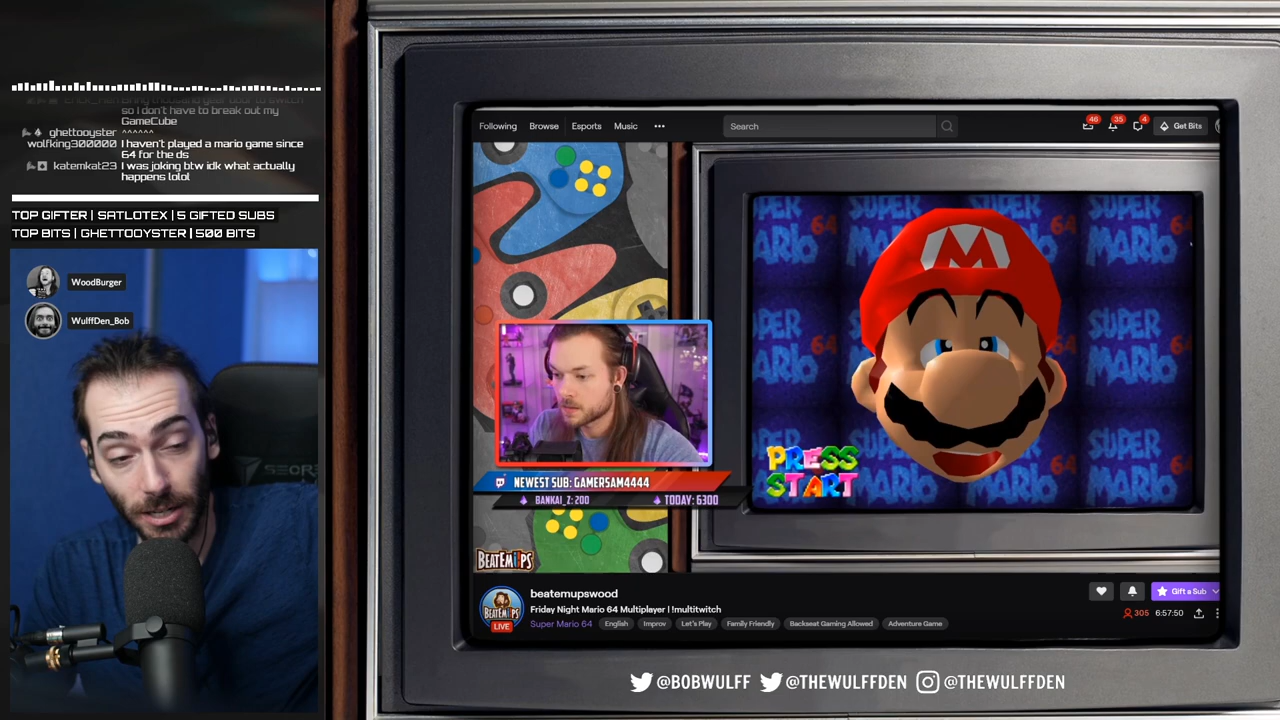 so I don't have to break out my
GameCube
ghettooyster ^^^^^^
wolfking300000 I haven't played a mario game since
64 for the ds
katemkat23 I was joking btw idk what actually
happens lolol
TOP GIFTER | SATLOTEX | 5 GIFTED SUBS
TOP BITS | GHETTOOYSTER | 500 BITS
WoodBurger
WulffDen_Bob
Following Browse Esports Music ••• Search 46 35 4 Get Bits
SUPER MARIO 64
PRESS
START
NEWEST SUB: GAMERSAM4444
BANKAI_Z: 200 TODAY: 6300
BEATEMUPS
beatemupswood
Friday Night Mario 64 Multiplayer | !multitwitch
LIVE
Super Mario 64 English Improv Let's Play Family Friendly Backseat Gaming Allowed Adventure Game
Gift a Sub
305 6:57:50
@BOBWULFF @THEWULFFDEN @THEWULFFDEN